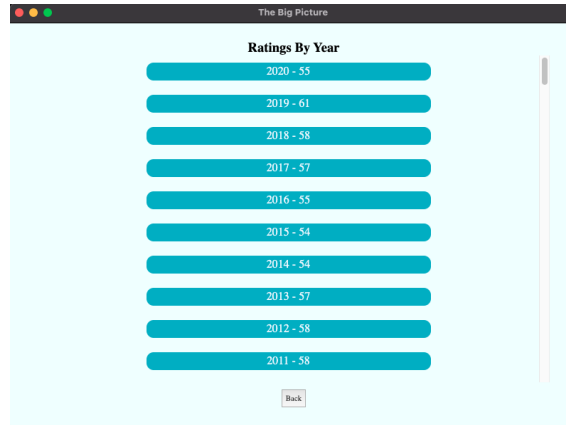 The Big Picture
Ratings By Year
2020 - 55
2019 - 61
2018 - 58
2017 - 57
2016 - 55
2015 - 54
2014 - 54
2013 - 57
2012 - 58
2011 - 58
Back